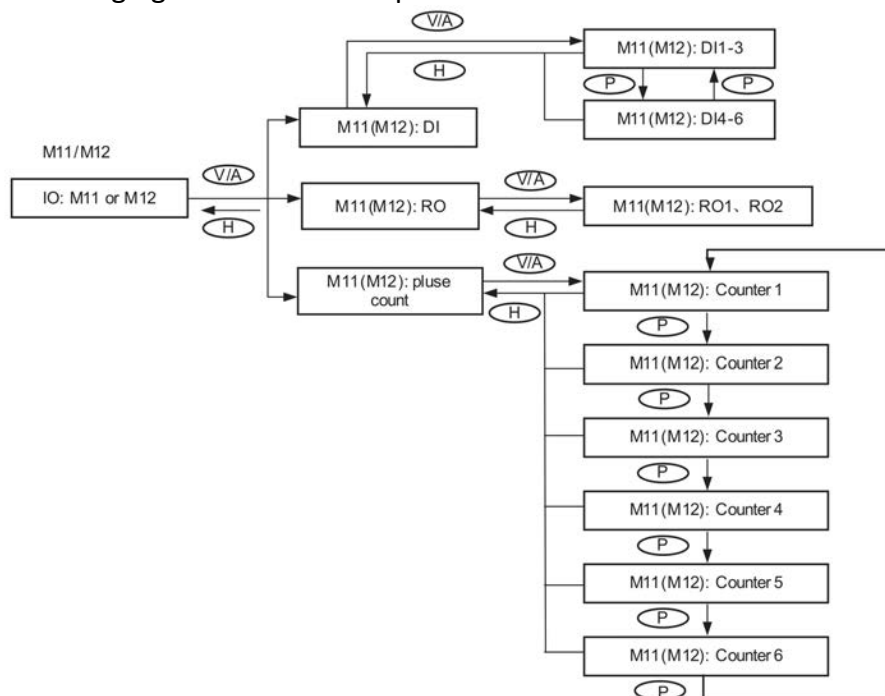 V/A
M11(M12): DI1-3
H
P
P
M11(M12): DI
M11(M12): DI4-6
M11/M12
V/A
V/A
IO: M11 or M12
M11(M12): RO
M11(M12): RO1、RO2
H
H
V/A
M11(M12): pluse
count
M11(M12): Counter 1
H
P
M11(M12): Counter 2
P
M11(M12): Counter 3
P
M11(M12): Counter 4
P
M11(M12): Counter 5
P
M11(M12): Counter 6
P